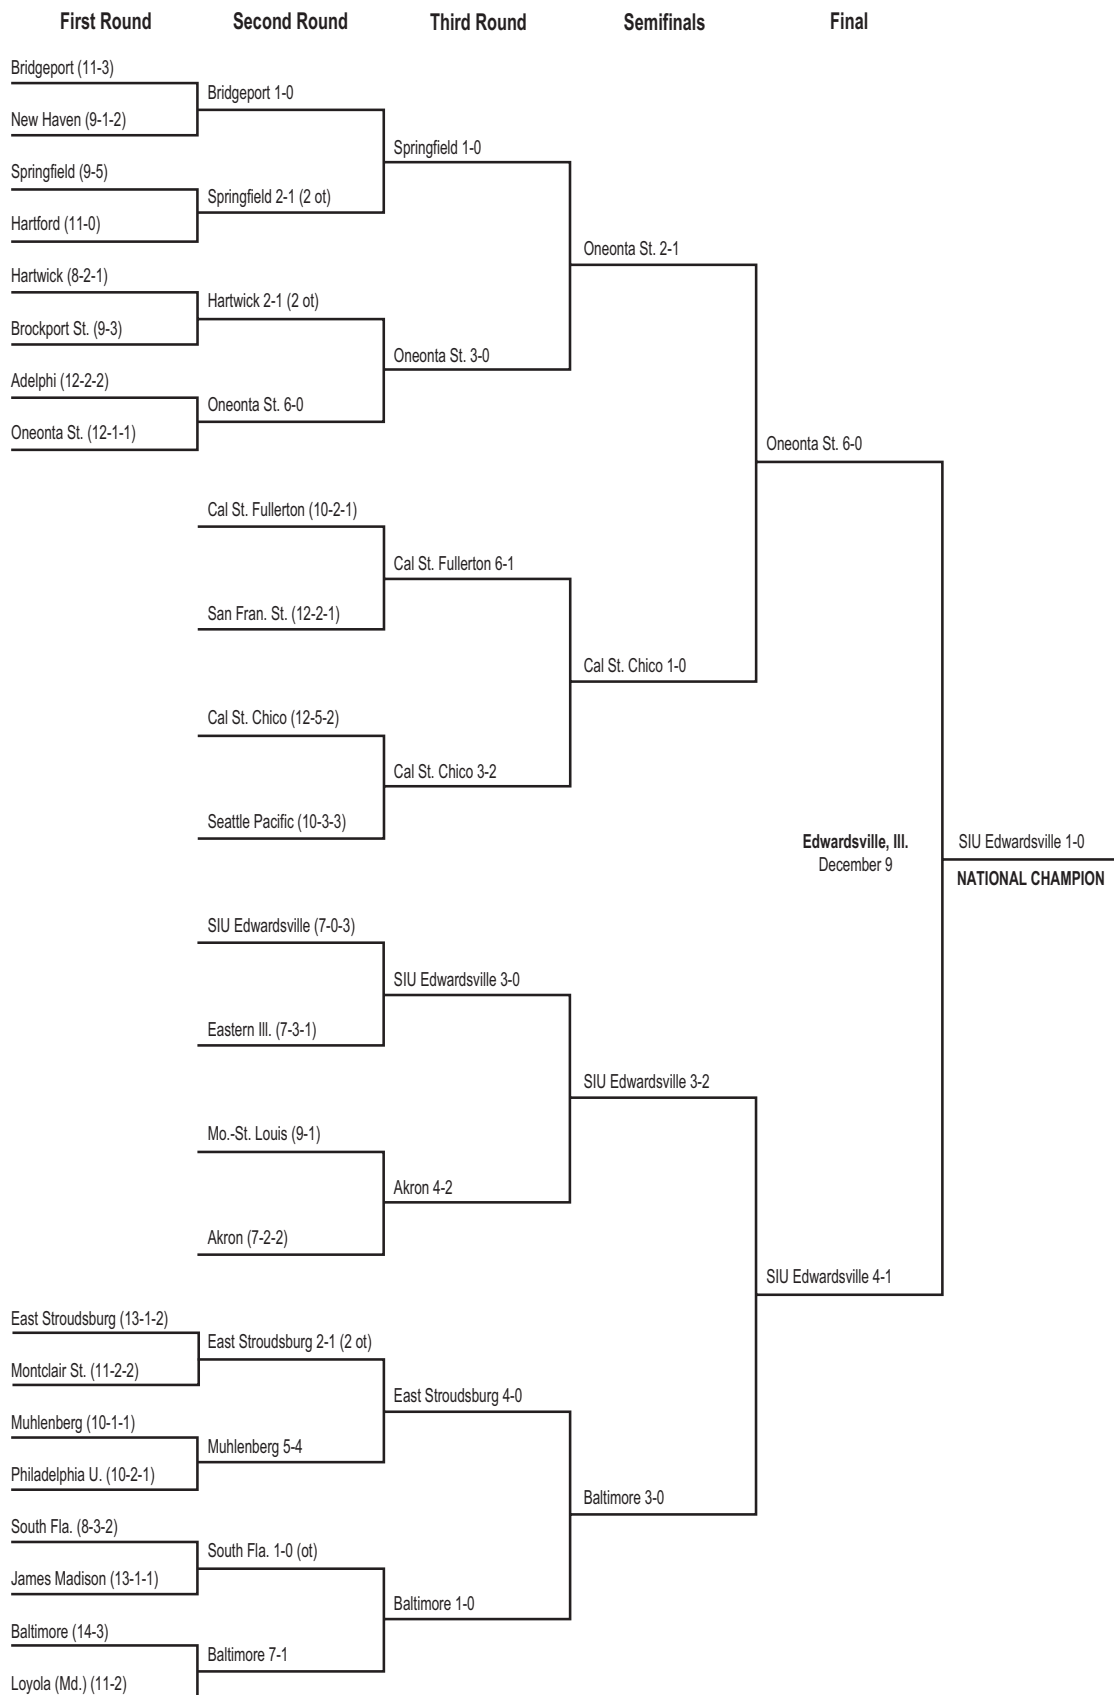 First Round Second Round Third Round Semifinals Final
Bridgeport (11-3)
Bridgeport 1-0
New Haven (9-1-2)
Springfield 1-0
Springfield (9-5)
Springfield 2-1 (2 ot)
Hartford (11-0)
Oneonta St. 2-1
Hartwick (8-2-1)
Hartwick 2-1 (2 ot)
Brockport St. (9-3)
Oneonta St. 3-0
Adelphi (12-2-2)
Oneonta St. 6-0
Oneonta St. (12-1-1)
Oneonta St. 6-0
Cal St. Fullerton (10-2-1)
Cal St. Fullerton 6-1
San Fran. St. (12-2-1)
Cal St. Chico 1-0
Cal St. Chico (12-5-2)
Cal St. Chico 3-2
Seattle Pacific (10-3-3)
Edwardsville, Ill. SIU Edwardsville 1-0
December 9
NATIONAL CHAMPION
SIU Edwardsville (7-0-3)
SIU Edwardsville 3-0
Eastern Ill. (7-3-1)
SIU Edwardsville 3-2
Mo.-St. Louis (9-1)
Akron 4-2
Akron (7-2-2)
SIU Edwardsville 4-1
East Stroudsburg (13-1-2)
East Stroudsburg 2-1 (2 ot)
Montclair St. (11-2-2)
East Stroudsburg 4-0
Muhlenberg (10-1-1)
Muhlenberg 5-4
Philadelphia U. (10-2-1)
Baltimore 3-0
South Fla. (8-3-2)
South Fla. 1-0 (ot)
James Madison (13-1-1)
Baltimore 1-0
Baltimore (14-3)
Baltimore 7-1
Loyola (Md.) (11-2)